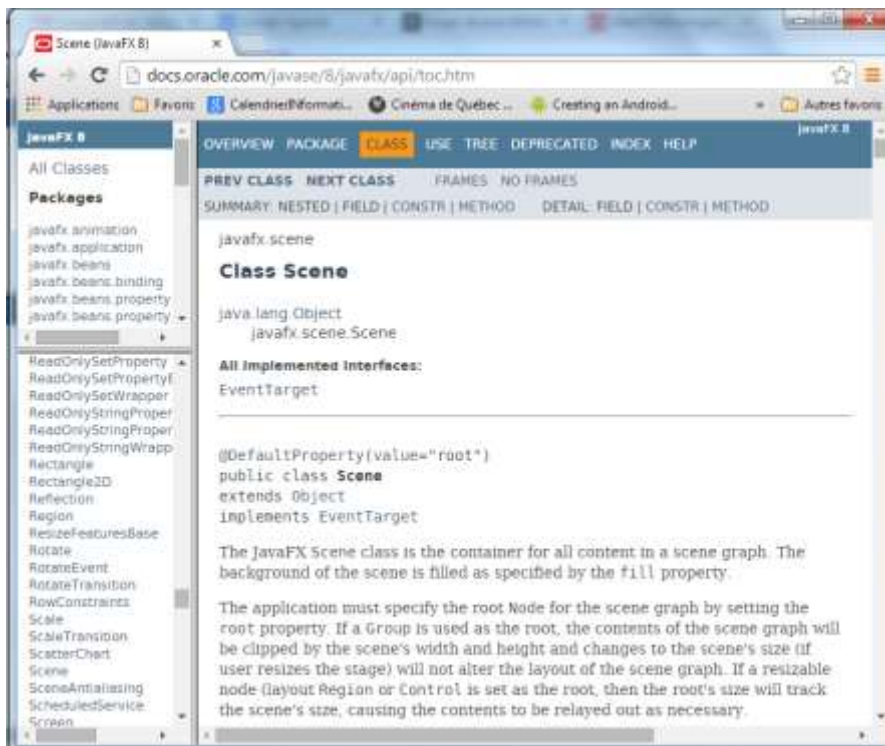 Scene (JavaFX 8)
docs.oracle.com/javase/8/javafx/api/toc.htm
Applications Favoris Cinéma de Québec ... Creating an Android... » Autres favoris
JavaFX 8
All Classes
Packages
javafx.animation
javafx.application
javafx.beans
javafx.beans.binding
javafx.beans.property
javafx.beans.property
ReadOnlySetProperty
ReadOnlySetPropertyB
ReadOnlySetWrapper
ReadOnlyStringProper
ReadOnlyStringProper
ReadOnlyStringWrapp
Rectangle
Rectangle2D
Reflection
Region
ResizeFeaturesBase
Rotate
RotateEvent
RotateTransition
RowConstraints
Scale
ScaleTransition
ScatterChart
Scene
SceneAntialiasing
ScheduledService
Screen
OVERVIEW PACKAGE CLASS USE TREE DEPRECATED INDEX HELP
JavaFX 8
PREV CLASS NEXT CLASS FRAMES NO FRAMES
SUMMARY: NESTED | FIELD | CONSTR | METHOD DETAIL: FIELD | CONSTR | METHOD
javafx.scene
Class Scene
java.lang.Object
javafx.scene.Scene
All Implemented Interfaces:
EventTarget
@DefaultProperty(value="root")
public class Scene
extends Object
implements EventTarget
The JavaFX Scene class is the container for all content in a scene graph. The
background of the scene is filled as specified by the fill property.
The application must specify the root Node for the scene graph by setting the
root property. If a Group is used as the root, the contents of the scene graph will
be clipped by the scene's width and height and changes to the scene's size (if
user resizes the stage) will not alter the layout of the scene graph. If a resizable
node (layout Region or Control is set as the root, then the root's size will track
the scene's size, causing the contents to be relayed out as necessary.